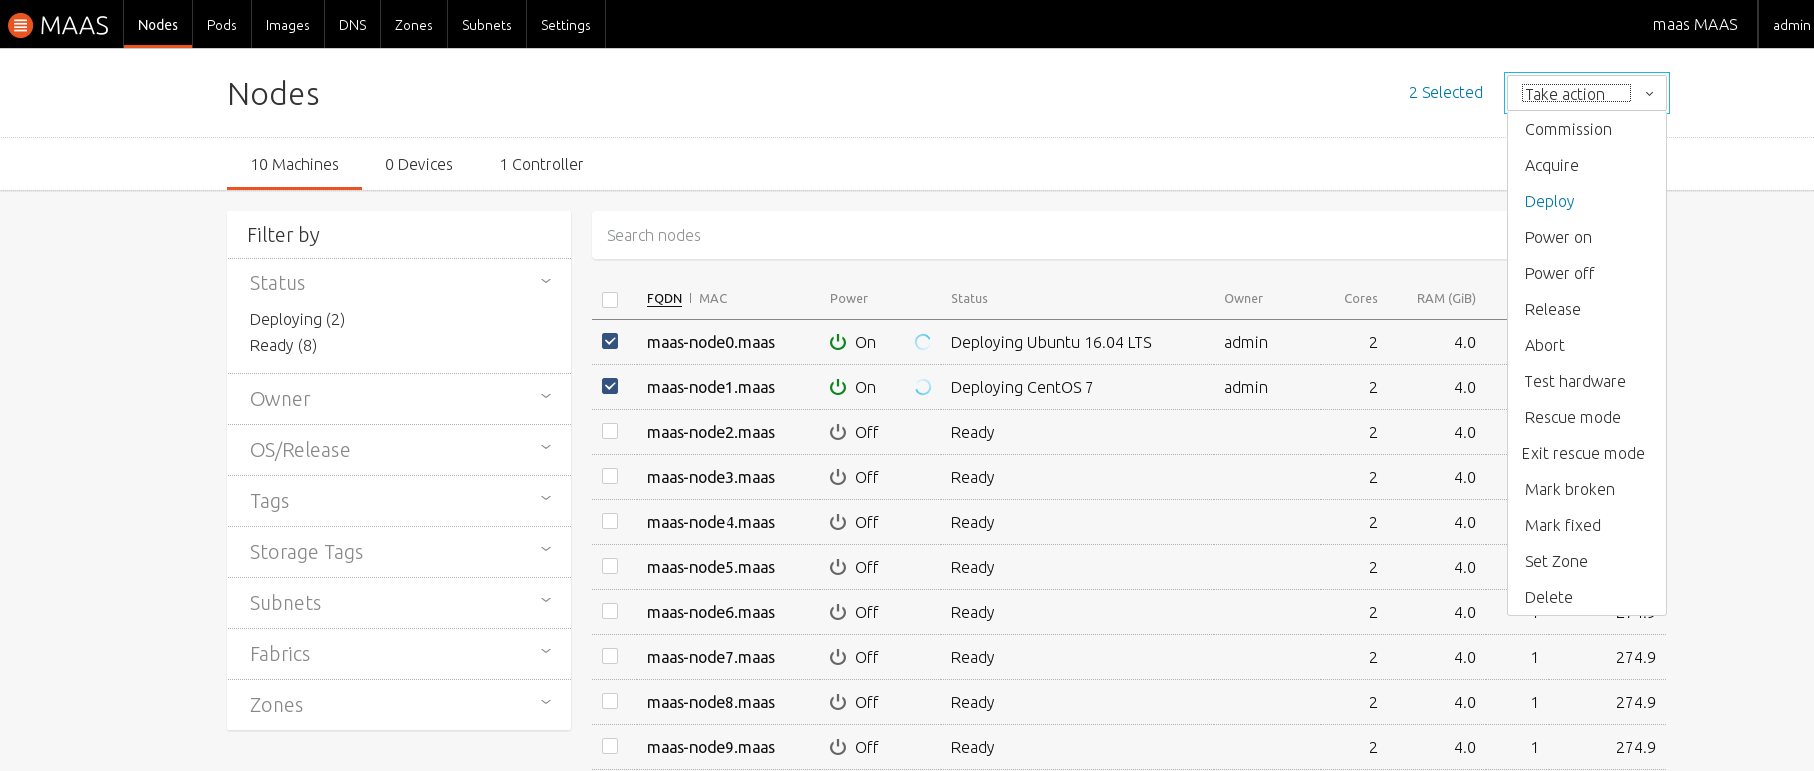 MAAS Nodes Pods Images DNS Zones Subnets Settings maas MAAS admin
Nodes 2 Selected Take action
10 Machines 0 Devices 1 Controller
Commission
Acquire
Deploy
Power on
Power off
Release
Abort
Test hardware
Rescue mode
Exit rescue mode
Mark broken
Mark fixed
Set Zone
Delete
Filter by
Status
Deploying (2)
Ready (8)
Owner
OS/Release
Tags
Storage Tags
Subnets
Fabrics
Zones
Search nodes
FQDN | MAC Power Status Owner Cores RAM (GiB)
maas-node0.maas On Deploying Ubuntu 16.04 LTS admin 2 4.0
maas-node1.maas On Deploying CentOS 7 admin 2 4.0
maas-node2.maas Off Ready 2 4.0
maas-node3.maas Off Ready 2 4.0
maas-node4.maas Off Ready 2 4.0
maas-node5.maas Off Ready 2 4.0
maas-node6.maas Off Ready 2 4.0
maas-node7.maas Off Ready 2 4.0 1 274.9
maas-node8.maas Off Ready 2 4.0 1 274.9
maas-node9.maas Off Ready 2 4.0 1 274.9